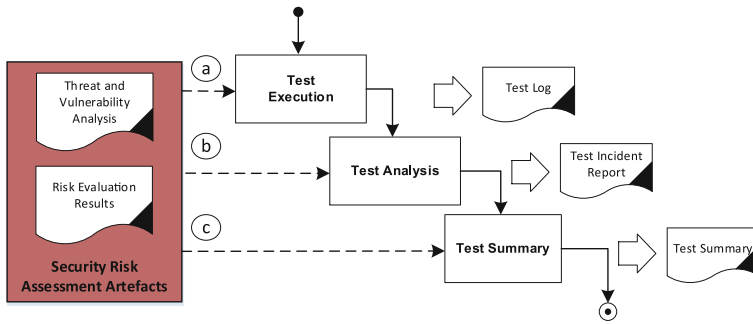 a
Test
Execution
Threat and
Vulnerability
Analysis
Test Log
b
Test Analysis
Test Incident
Report
Risk Evaluation
Results
c
Test Summary
Test Summary
Security Risk
Assessment Artefacts